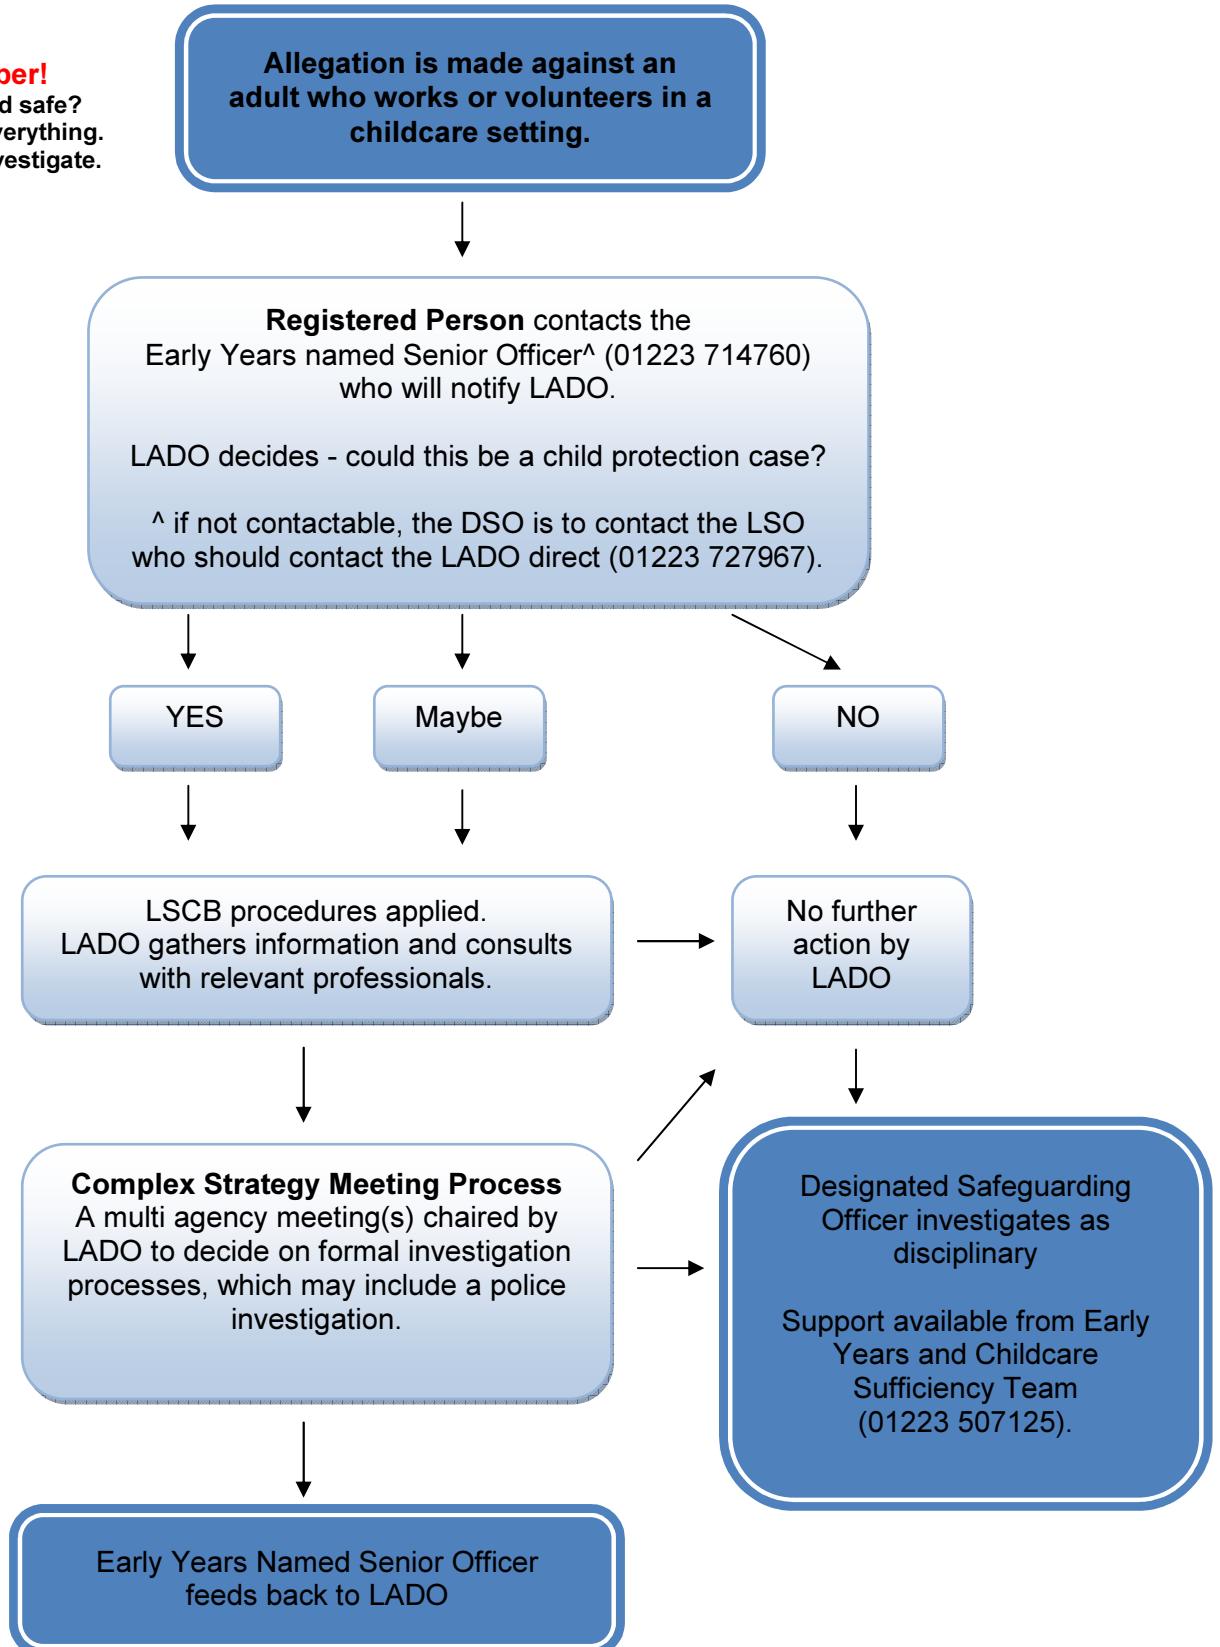 Allegation is made against an
adult who works or volunteers in a
childcare setting.
safe?
Registered Person contacts the
Early Years named Senior Officer^ (01223 714760)
who will notify LADO.
LADO decides - could this be a child protection case?
^ if not contactable, the DSO is to contact the LSO
who should contact the LADO direct (01223 727967).
YES
Maybe
NO
LSCB procedures applied.
LADO gathers information and consults
with relevant professionals.
No further
action by
LADO
Complex Strategy Meeting Process
A multi agency meeting(s) chaired by
LADO to decide on formal investigation
processes, which may include a police
investigation.
Designated Safeguarding
Officer investigates as
disciplinary
Support available from Early
Years and Childcare
Sufficiency Team
(01223 507125).
Early Years Named Senior Officer
feeds back to LADO